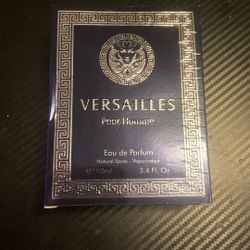 VERSAILLES
Pour Homme
Eau de Parfum
Natural Spray - Vaporisateur
e 100ml 3.4 Fl. Oz